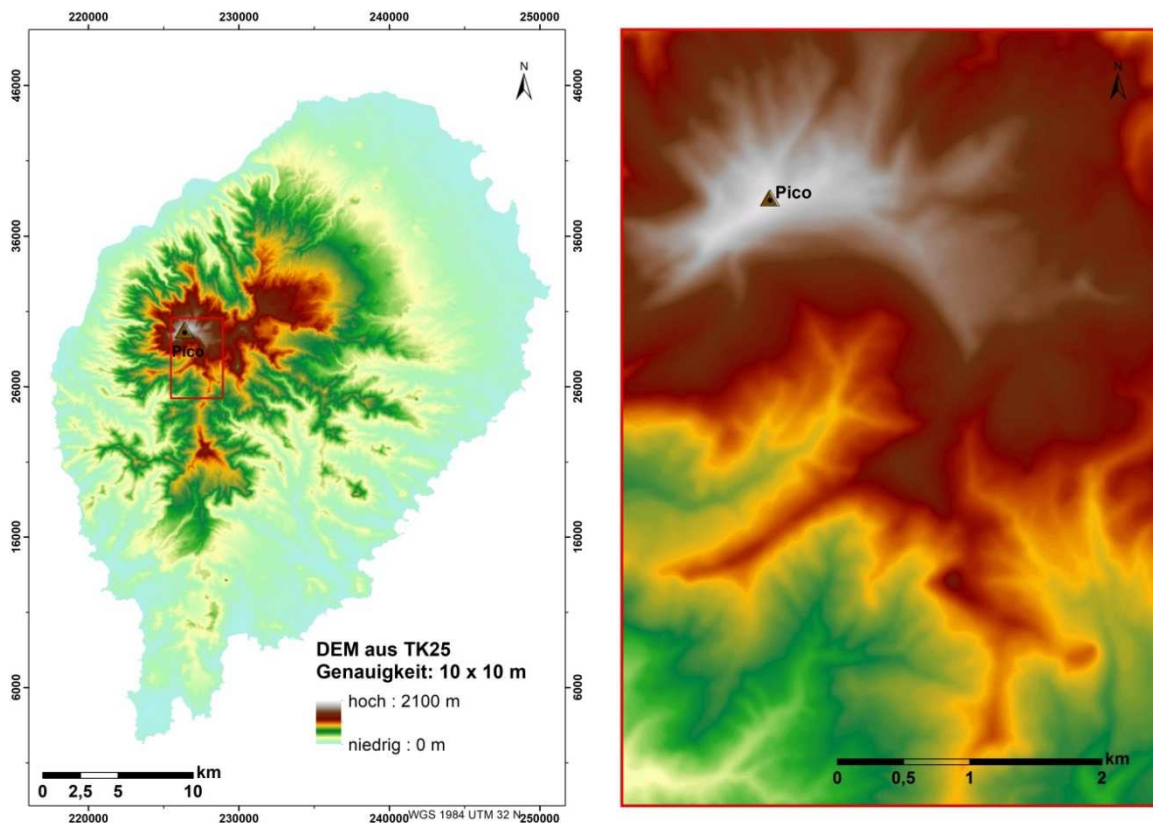 220000
230000
240000
250000
N
46000
46000
36000
36000
Pico
26000
26000
16000
16000
DEM aus TK25
Genauigkeit: 10 x 10 m
hoch : 2100 m
niedrig : 0 m
6000
6000
km
0 2,5 5 10
220000
230000
240000
250000
WGS 1984 UTM 32 N
N
Pico
km
0 0,5 1 2